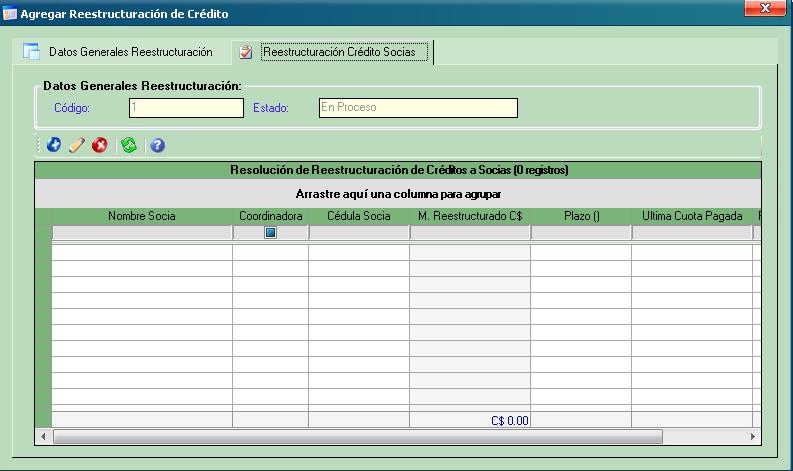 Agregar Reestructuración de Crédito
Datos Generales Reestructuración
Reestructuración Crédito Socias
Datos Generales Reestructuración:
Código: 1 Estado: En Proceso
Resolución de Reestructuración de Créditos a Socias (0 registros)
Arrastre aquí una columna para agrupar
Nombre Socia Coordinadora Cédula Socia M. Reestructurado C$ Plazo () Ultima Cuota Pagada
C$ 0.00